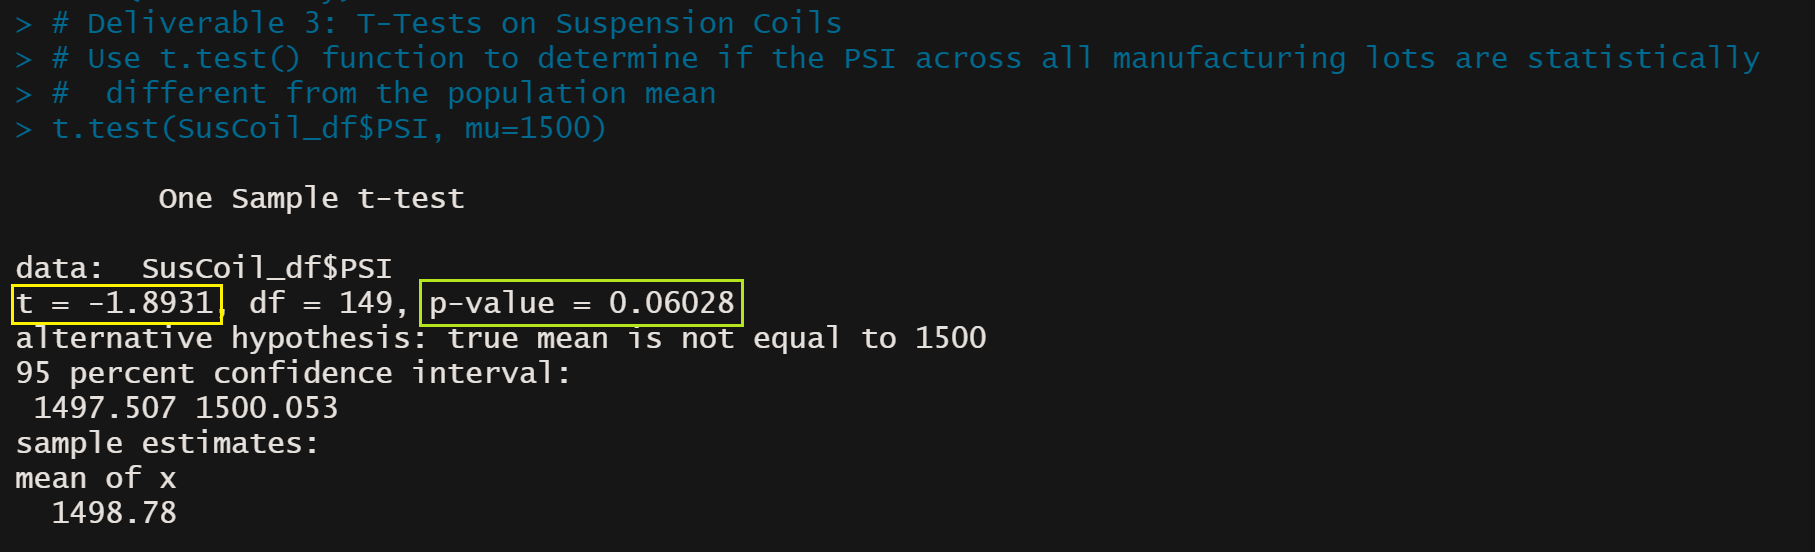 > # Deliverable 3: T-Tests on Suspension Coils
> # Use t.test() function to determine if the PSI across all manufacturing lots are statistically
> #  different from the population mean
> t.test(SusCoil_df$PSI, mu=1500)
One Sample t-test
data:  SusCoil_df$PSI
t = -1.8931, df = 149, p-value = 0.06028
alternative hypothesis: true mean is not equal to 1500
95 percent confidence interval:
1497.507 1500.053
sample estimates:
mean of x
1498.78